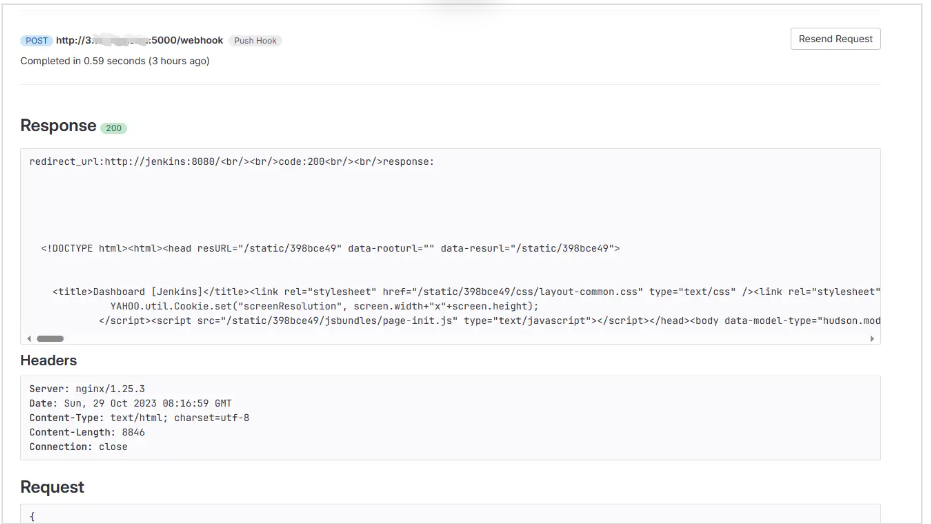 POST http://3. :5000/webhook Push Hook
Resend Request
Completed in 0.59 seconds (3 hours ago)
Response 200
redirect_url:http://jenkins:8080/<br/><br/>code:200<br/><br/>response:
<!DOCTYPE html><html><head resURL="/static/398bce49" data-rooturl="" data-resurl="/static/398bce49">
<title>Dashboard [Jenkins]</title><link rel="stylesheet" href="/static/398bce49/css/layout-common.css" type="text/css" /><link rel="stylesheet"
YAHOO.util.Cookie.set("screenResolution", screen.width+"x"+screen.height);
</script><script src="/static/398bce49/jsbundles/page-init.js" type="text/javascript"></script></head><body data-model-type="hudson.mod
Headers
Server: nginx/1.25.3
Date: Sun, 29 Oct 2023 08:16:59 GMT
Content-Type: text/html; charset=utf-8
Content-Length: 8846
Connection: close
Request
{